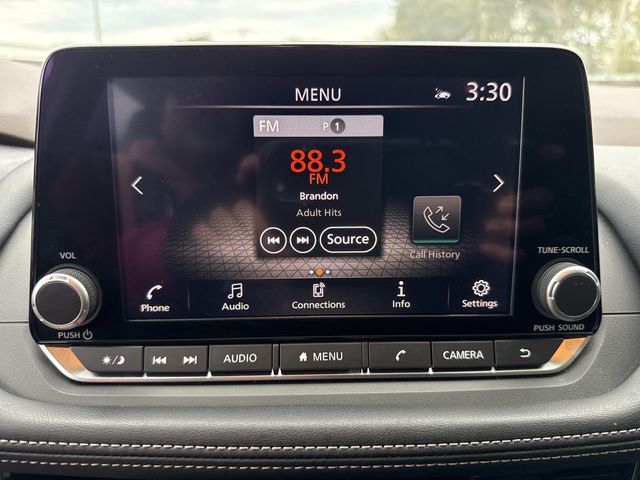 MENU
3:30
FM P 1
88.3
FM
Brandon
Adult Hits
Source
Call History
VOL
PUSH
TUNE-SCROLL
PUSH SOUND
Phone
Audio
Connections
Info
Settings
AUDIO
MENU
CAMERA